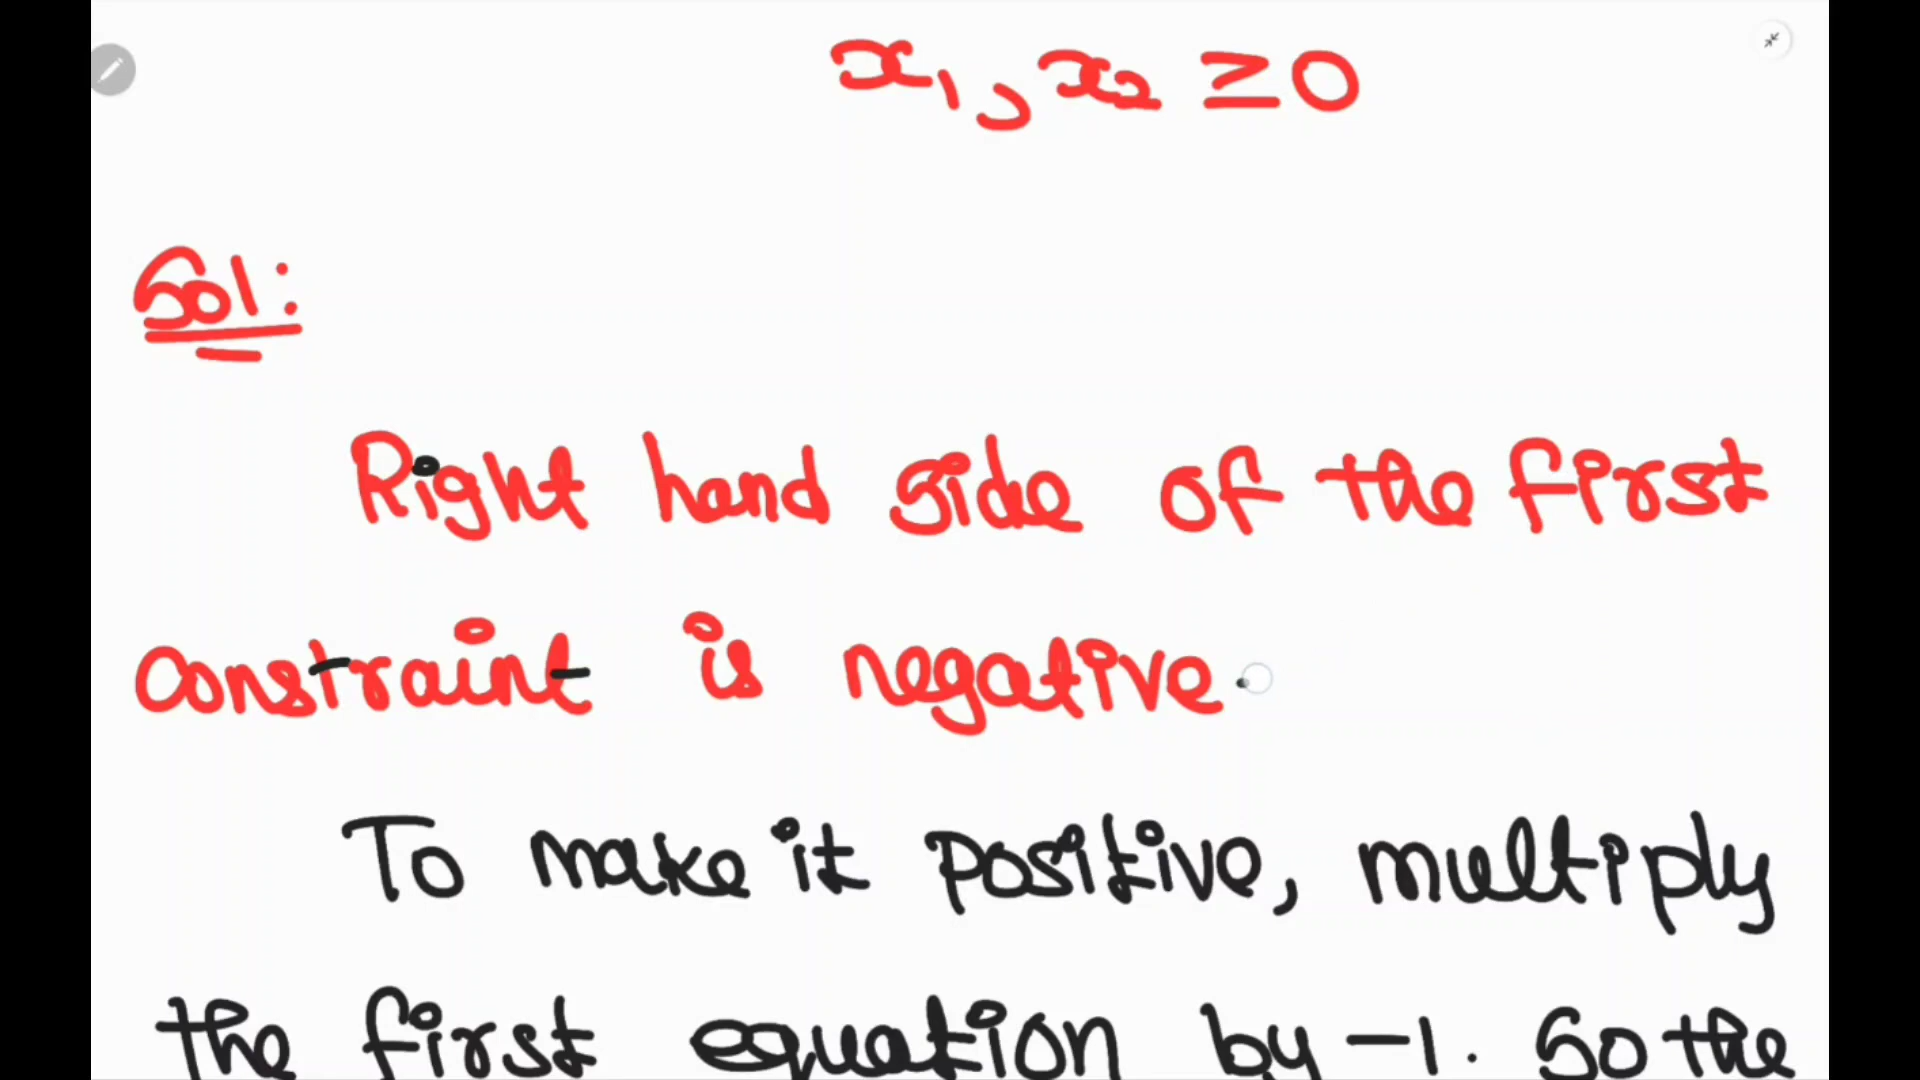 x₁, x₂ ≥ 0
Sol:
Right hand side of the first
constraint is negative.
To make it positive, multiply
the first equation by -1. So the